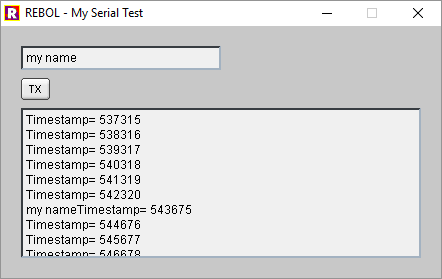 REBOL - My Serial Test
my name
TX
Timestamp= 537315
Timestamp= 538316
Timestamp= 539317
Timestamp= 540318
Timestamp= 541319
Timestamp= 542320
my nameTimestamp= 543675
Timestamp= 544676
Timestamp= 545677
Timestamp= 546678